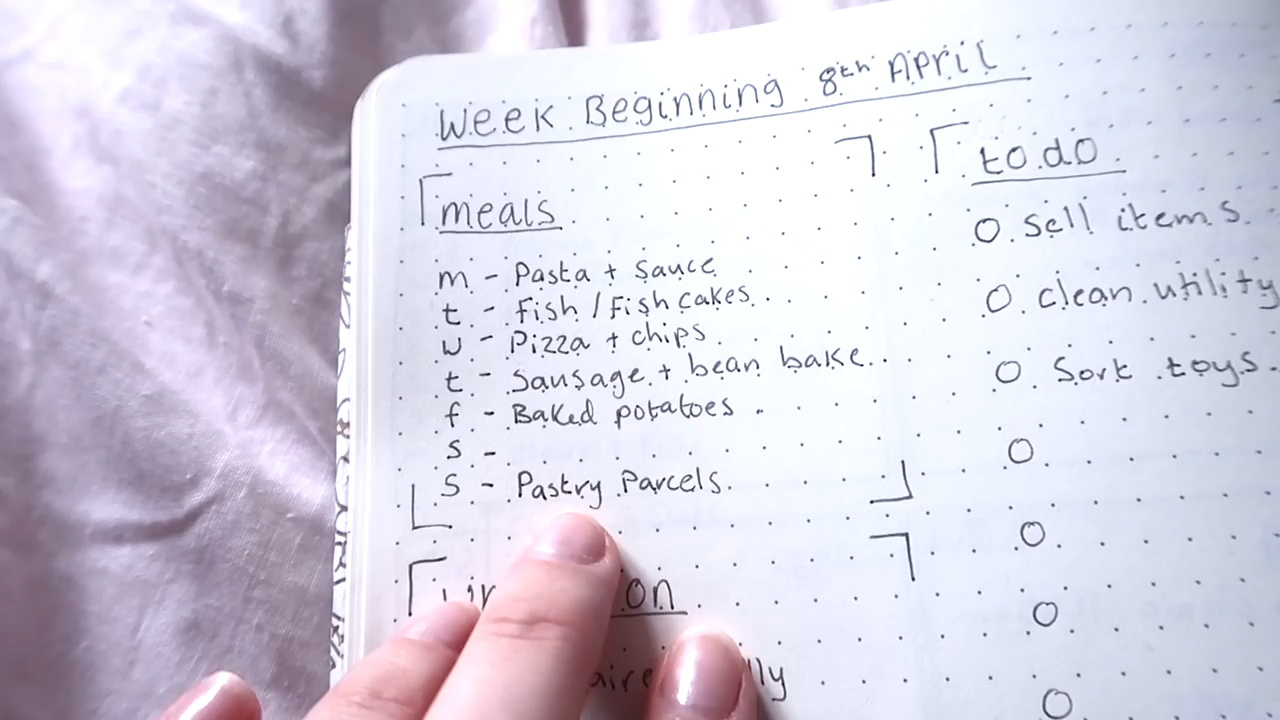 Week Beginning 8th April
meals
m - Pasta + sauce
t - Fish / Fish cakes
w - Pizza + chips
t - Sausage + bean bake
f - Baked potatoes
S -
S - Pastry Parcels
to do
sell items
clean utility
Sort toys